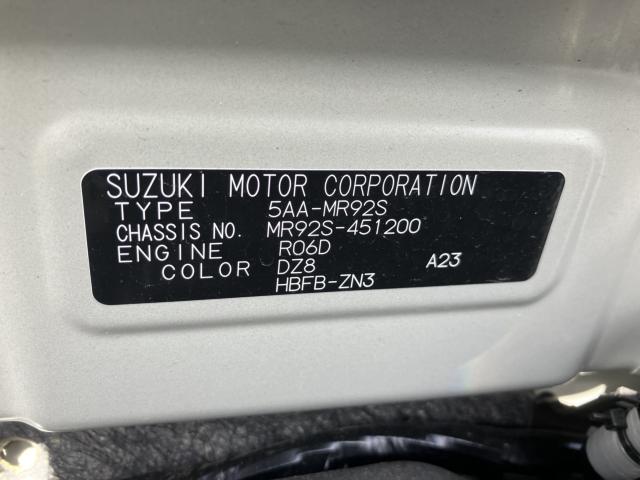 SUZUKI MOTOR CORPORATION
TYPE 5AA-MR92S
CHASSIS NO. MR92S-451200
ENGINE R06D
COLOR DZ8 A23
HBFB-ZN3